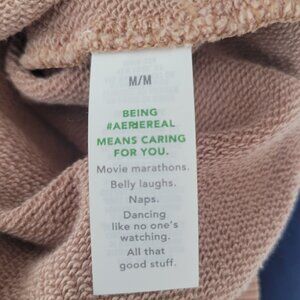 M/M
BEING
#AERIEREAL
MEANS CARING
FOR YOU.
Movie marathons.
Belly laughs.
Naps.
Dancing
like no one's
watching.
All that
good stuff.